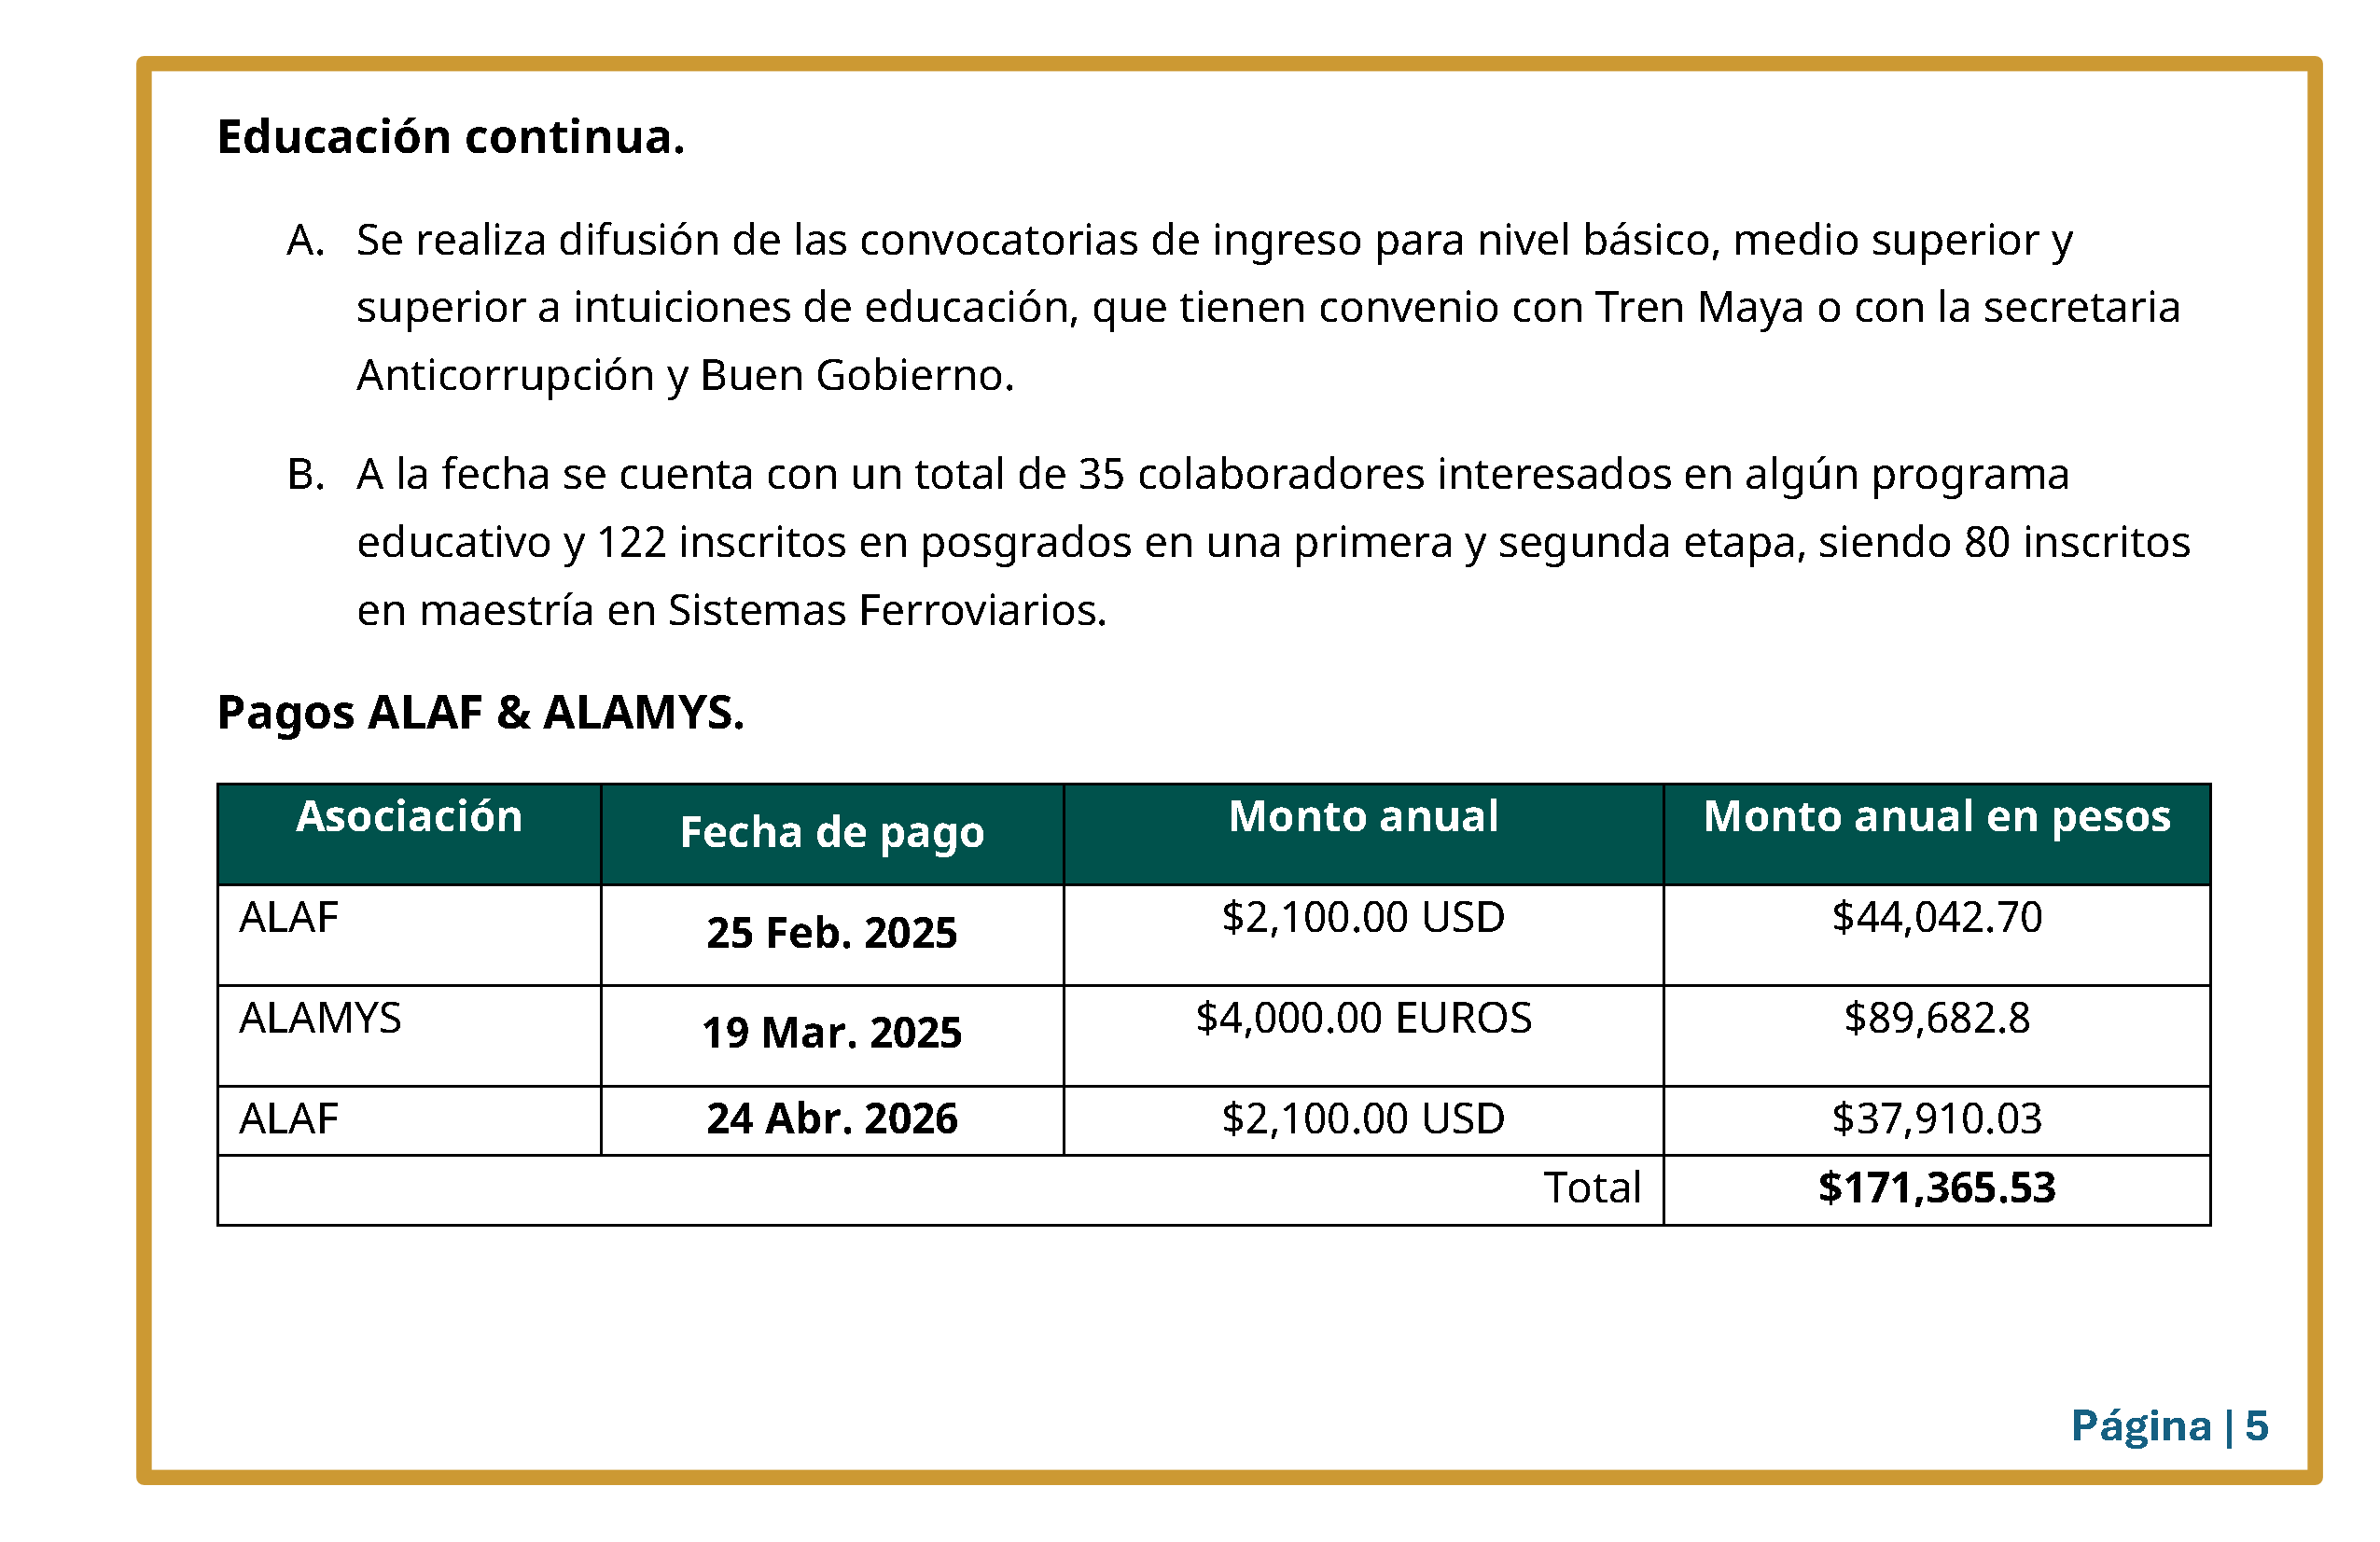 Educación continua.
A. Se realiza difusión de las convocatorias de ingreso para nivel básico, medio superior y
superior a intuiciones de educación, que tienen convenio con Tren Maya o con la secretaria
Anticorrupción y Buen Gobierno.
B. A la fecha se cuenta con un total de 35 colaboradores interesados en algún programa
educativo y 122 inscritos en posgrados en una primera y segunda etapa, siendo 80 inscritos
en maestría en Sistemas Ferroviarios.
Pagos ALAF & ALAMYS.
Asociación Fecha de pago Monto anual Monto anual en pesos
ALAF 25 Feb. 2025 $2,100.00 USD $44,042.70
ALAMYS 19 Mar. 2025 $4,000.00 EUROS $89,682.8
ALAF 24 Abr. 2026 $2,100.00 USD $37,910.03
Total $171,365.53
Página | 5